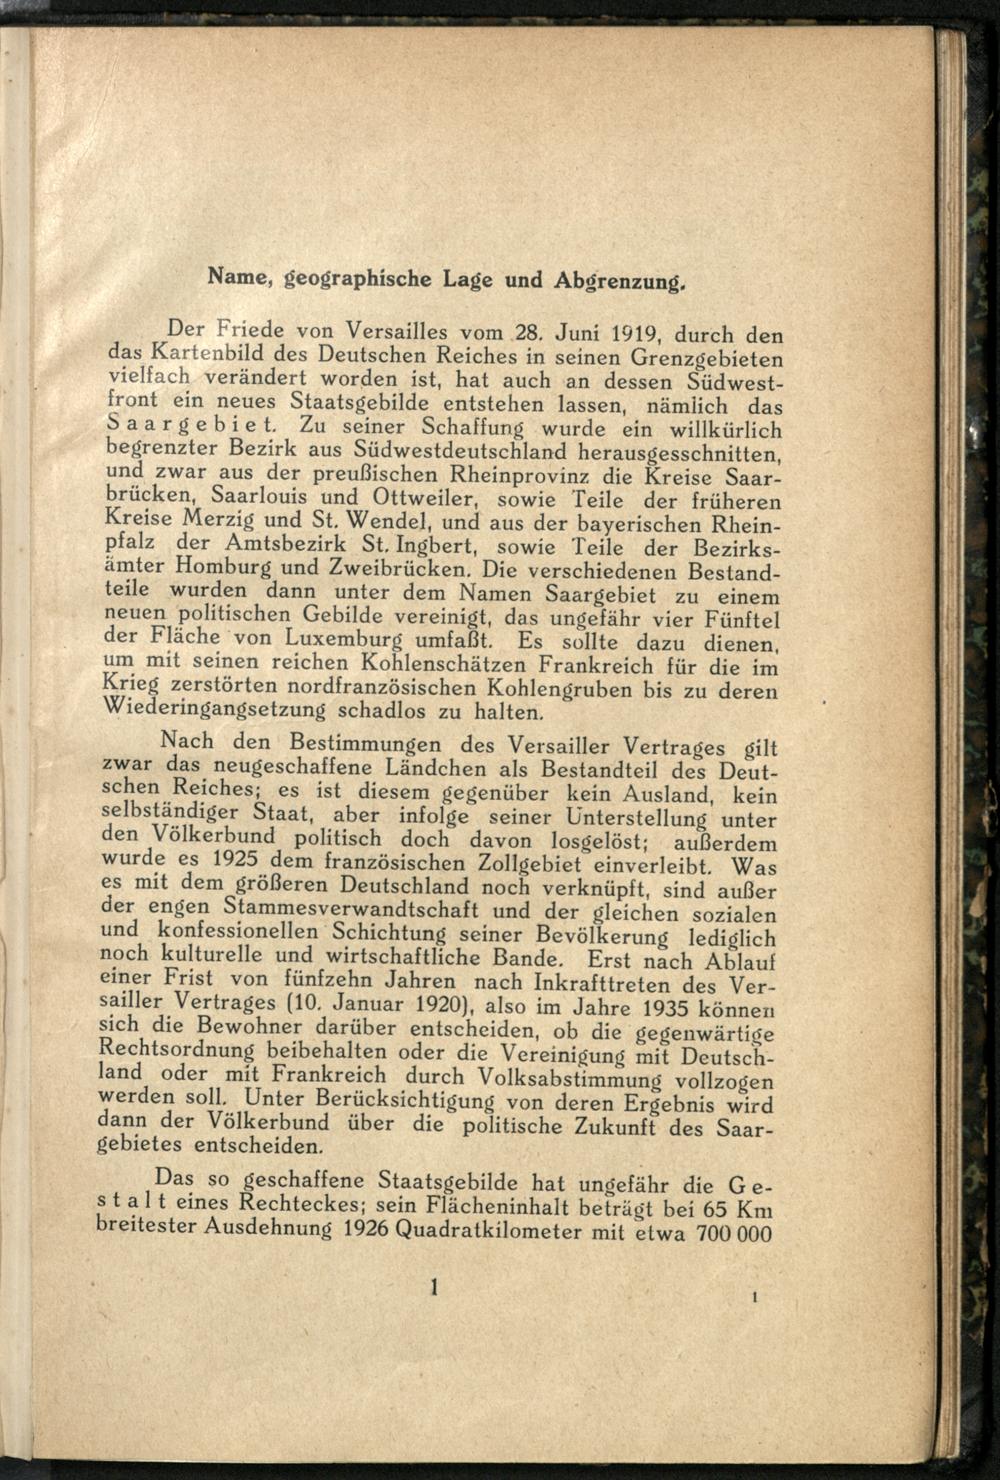 Name, geographische Lage und Abgrenzung.
Der Friede von Versailles vom 28. Juni 1919, durch den
das Kartenbild des Deutschen Reiches in seinen Grenzgebieten
vielfach verändert worden ist, hat auch an dessen Südwest-
front ein neues Staatsgebilde entstehen lassen, nämlich das
Saargebiet. Zu seiner Schaffung wurde ein willkürlich
begrenzter Bezirk aus Südwestdeutschland herausgesschnitten,
und zwar aus der preußischen Rheinprovinz die Kreise Saar-
brücken, Saarlouis und Ottweiler, sowie Teile der früheren
Kreise Merzig und St. Wendel, und aus der bayerischen Rhein-
pfalz der Amtsbezirk St. Ingbert, sowie Teile der Bezirks-
ämter Homburg und Zweibrücken. Die verschiedenen Bestand-
teile wurden dann unter dem Namen Saargebiet zu einem
neuen politischen Gebilde vereinigt, das ungefähr vier Fünftel
der Fläche von Luxemburg umfaßt. Es sollte dazu dienen,
um mit seinen reichen Kohlenschätzen Frankreich für die im
Krieg zerstörten nordfranzösischen Kohlengruben bis zu deren
Wiederingangsetzung schadlos zu halten.
Nach den Bestimmungen des Versailler Vertrages gilt
zwar das neugeschaffene Ländchen als Bestandteil des Deut-
schen Reiches; es ist diesem gegenüber kein Ausland, kein
selbständiger Staat, aber infolge seiner Unterstellung unter
den Völkerbund politisch doch davon losgelöst; außerdem
wurde es 1925 dem französischen Zollgebiet einverleibt. Was
es mit dem größeren Deutschland noch verknüpft, sind außer
der engen Stammesverwandtschaft und der gleichen sozialen
und konfessionellen Schichtung seiner Bevölkerung lediglich
noch kulturelle und wirtschaftliche Bande. Erst nach Ablauf
einer Frist von fünfzehn Jahren nach Inkrafttreten des Ver-
sailler Vertrages (10. Januar 1920), also im Jahre 1935 können
sich die Bewohner darüber entscheiden, ob die gegenwärtige
Rechtsordnung beibehalten oder die Vereinigung mit Deutsch-
land oder mit Frankreich durch Volksabstimmung vollzogen
werden soll. Unter Berücksichtigung von deren Ergebnis wird
dann der Völkerbund über die politische Zukunft des Saar-
gebietes entscheiden.
Das so geschaffene Staatsgebilde hat ungefähr die Ge-
stalt eines Rechteckes; sein Flächeninhalt beträgt bei 65 Km
breitester Ausdehnung 1926 Quadratkilometer mit etwa 700 000
1
1